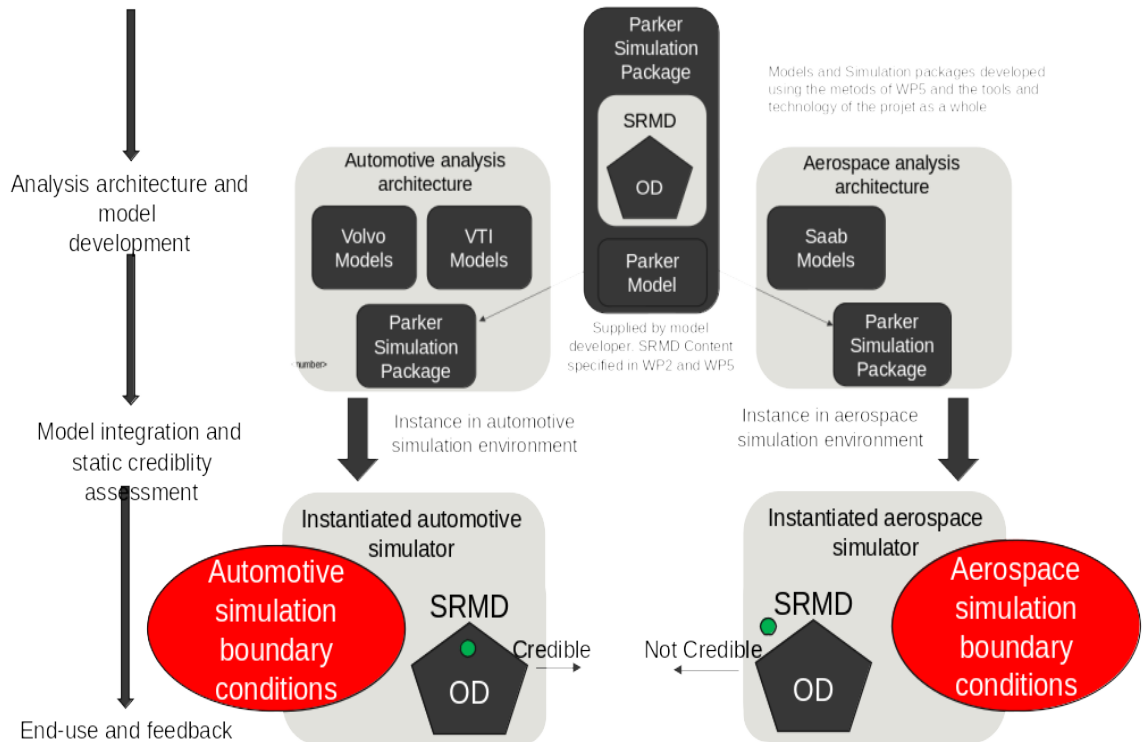 Parker
Simulation
Package
SRMD
OD
Parker
Model
Models and Simulation packages developed
using the metods of WP5 and the tools and
technology of the projet as a whole
Analysis architecture and
model
development
Automotive analysis
architecture
Volvo
Models
VTI
Models
Parker
Simulation
Package
<number>
Supplied by model
developer. SRMD Content
specified in WP2 and WP5
Aerospace analysis
architecture
Saab
Models
Parker
Simulation
Package
Model integration and
static crediblity
assessment
Instance in automotive
simulation environment
Instance in aerospace
simulation environment
Instantiated automotive
simulator
Automotive
simulation
boundary
conditions
SRMD
OD
Credible
Not Credible
Instantiated aerospace
simulator
SRMD
OD
Aerospace
simulation
boundary
conditions
End-use and feedback